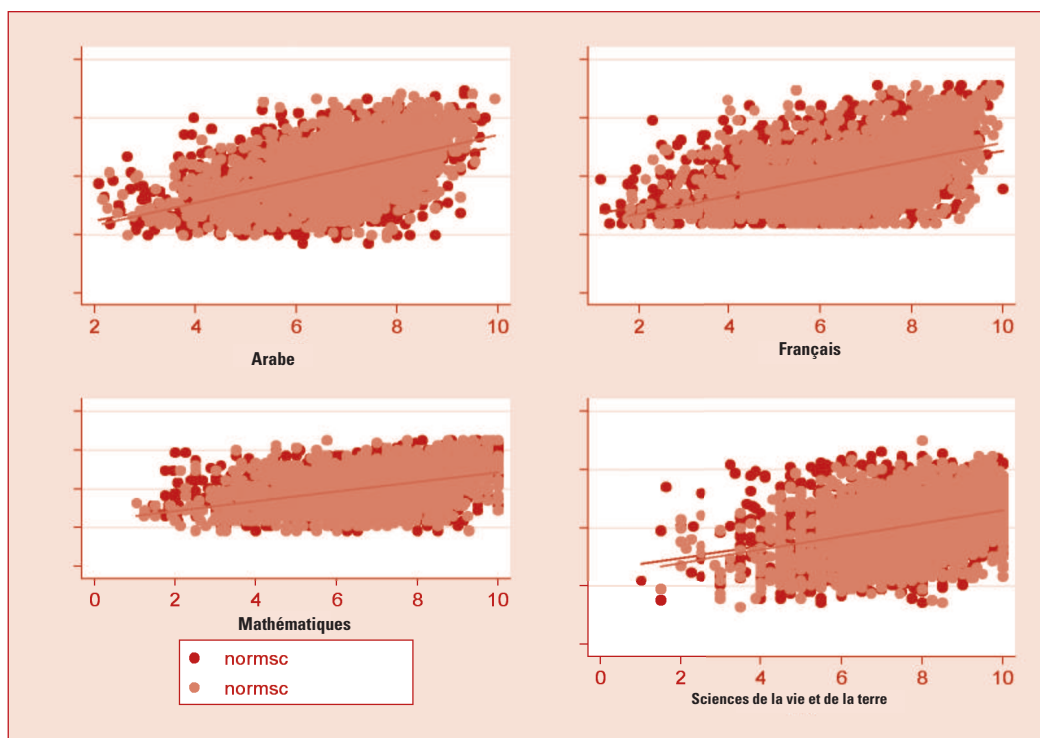 2 4 6 8 10
Arabe
2 4 6 8 10
Français
0 2 4 6 8 10
Mathématiques
normsc
normsc
0 2 4 6 8 10
Sciences de la vie et de la terre